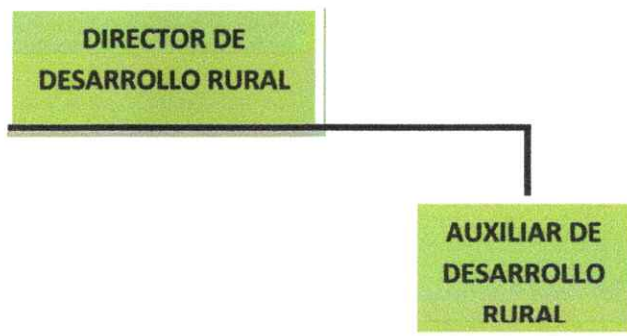 DIRECTOR DE
DESARROLLO RURAL
AUXILIAR DE
DESARROLLO
RURAL